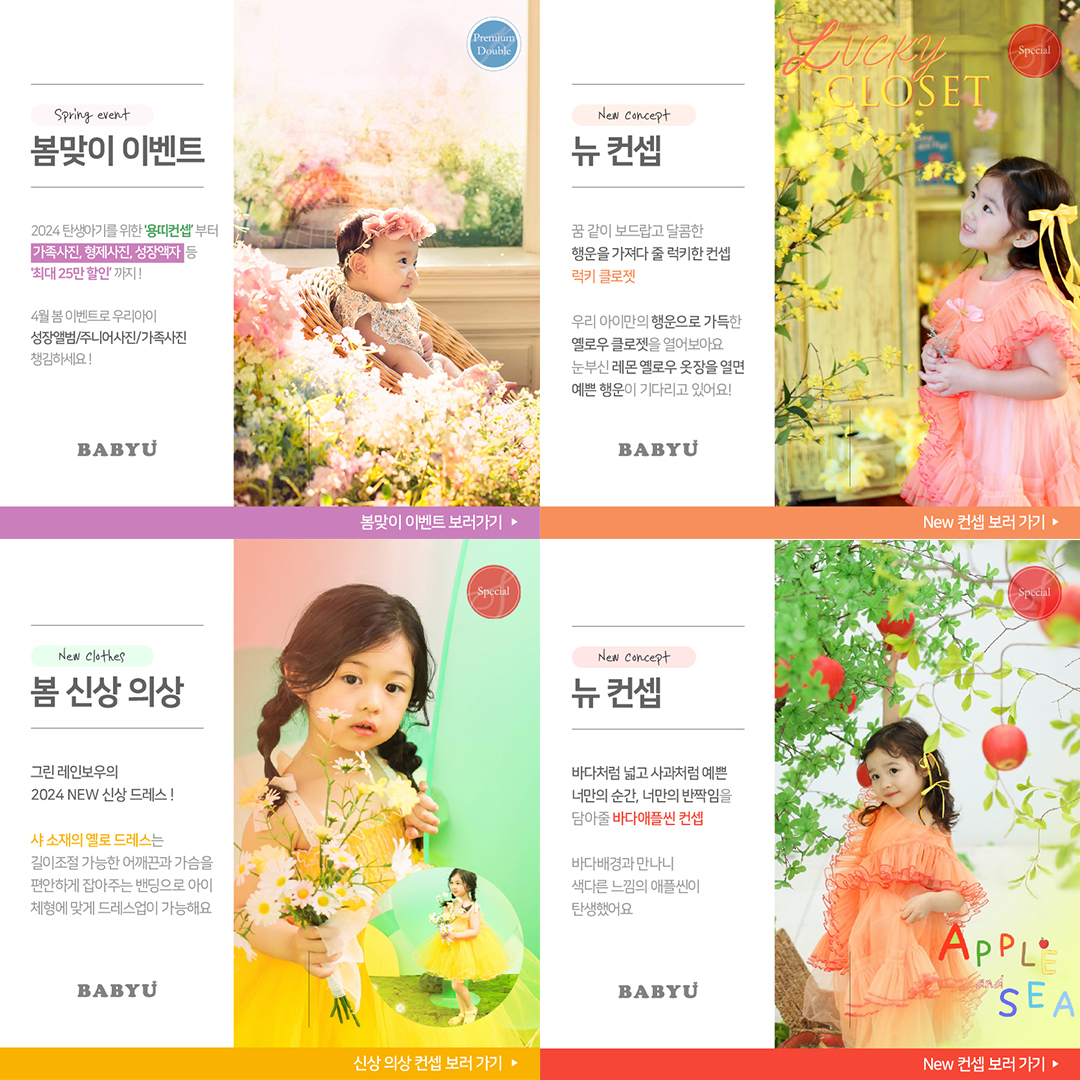 Premium
Double
Spring event
봄맞이 이벤트
2024 탄생아기를 위한 '용띠컨셉' 부터
가족사진, 형제사진, 성장액자 등
'최대 25만 할인' 까지 !
4월 봄 이벤트로 우리아이
성장앨범/주니어사진/가족사진
챙김하세요 !
BABYU
봄맞이 이벤트 보러가기
LUCKY
CLOSET
Special
New concept
뉴 컨셉
꿈 같이 보드랍고 달콤한
행운을 가져다 줄 럭키한 컨셉
럭키 클로젯
우리 아이만의 행운으로 가득한
옐로우 클로젯을 열어보아요
눈부신 레몬 옐로우 옷장을 열면
예쁜 행운이 기다리고 있어요!
BABYU
New 컨셉 보러 가기
Special
New clothes
봄 신상 의상
그린 레인보우의
2024 NEW 신상 드레스 !
샤 소재의 옐로 드레스는
길이조절 가능한 어깨끈과 가슴을
편안하게 잡아주는 밴딩으로 아이
체형에 맞게 드레스업이 가능해요
BABYU
신상 의상 컨셉 보러 가기
Special
New concept
뉴 컨셉
바다처럼 넓고 사과처럼 예쁜
너만의 순간, 너만의 반짝임을
담아줄 바다애플씬 컨셉
바다배경과 만나니
색다른 느낌의 애플씬이
탄생했어요
BABYU
APPLE
and
SEA
New 컨셉 보러 가기